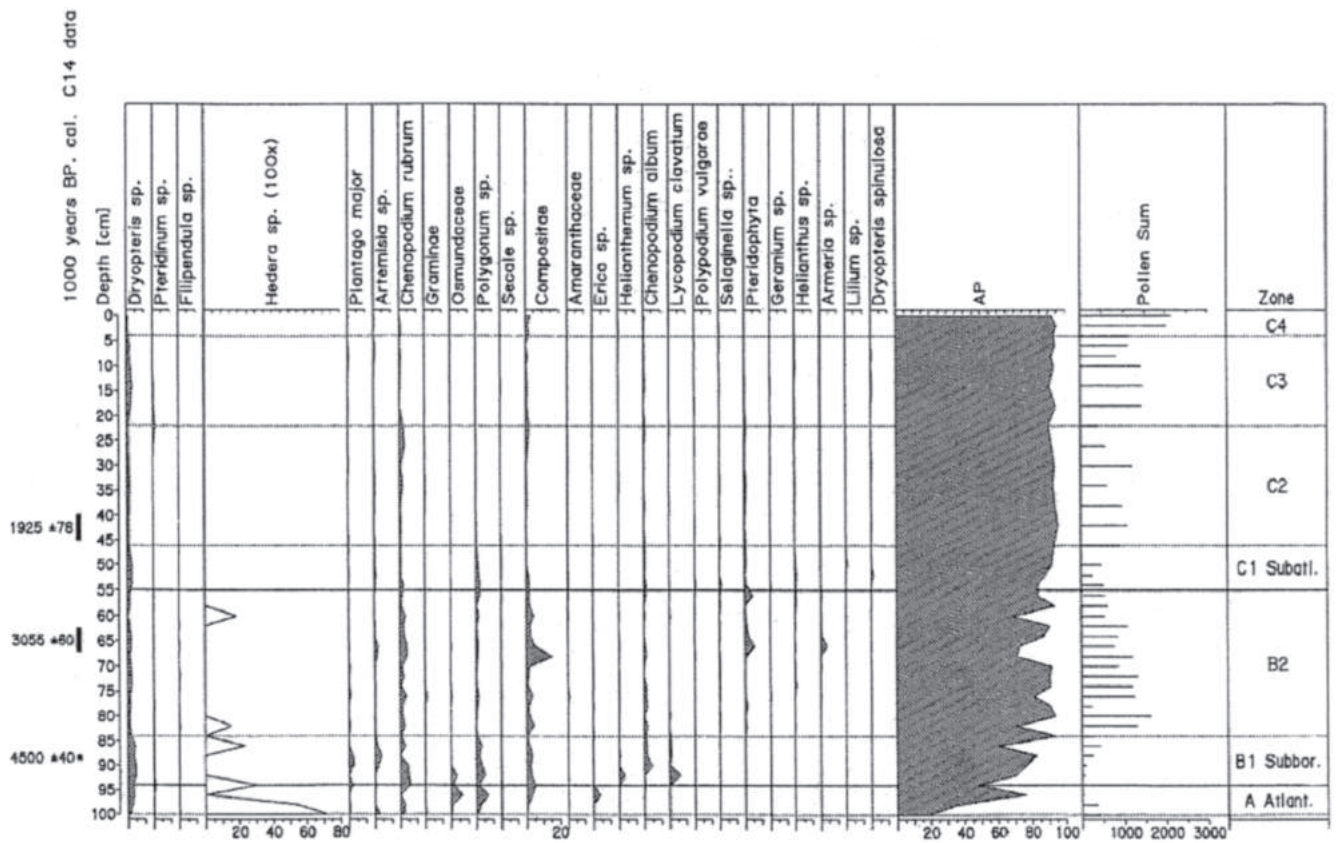 1000 years BP. cal. C14 data
Depth [cm]
Dryopteris sp.
Pteridinum sp.
Filipendula sp.
Hedera sp. (100x)
Plantago major
Artemisia sp.
Chenopodium rubrum
Graminae
Osmundaceae
Polygonum sp.
Secale sp.
Compositae
Amaranthaceae
Erica sp.
Helianthemum sp.
Chenopodium album
Lycopodium clavatum
Polypodium vulgarae
Selaginella sp..
Pteridophyta
Geranium sp.
Helianthus sp.
Armeria sp.
Lilium sp.
Dryopteris spinulosa
AP
Pollen Sum
Zone
0
5
10
15
20
25
30
35
40
45
50
55
60
65
70
75
80
85
90
95
100
1925 ±78
3055 ±60
4500 ±40*
C4
C3
C2
C1 Subatl.
B2
B1 Subbor.
A Atlant.
20 40 60 80
20
20 40 60 80 100
1000 2000 3000